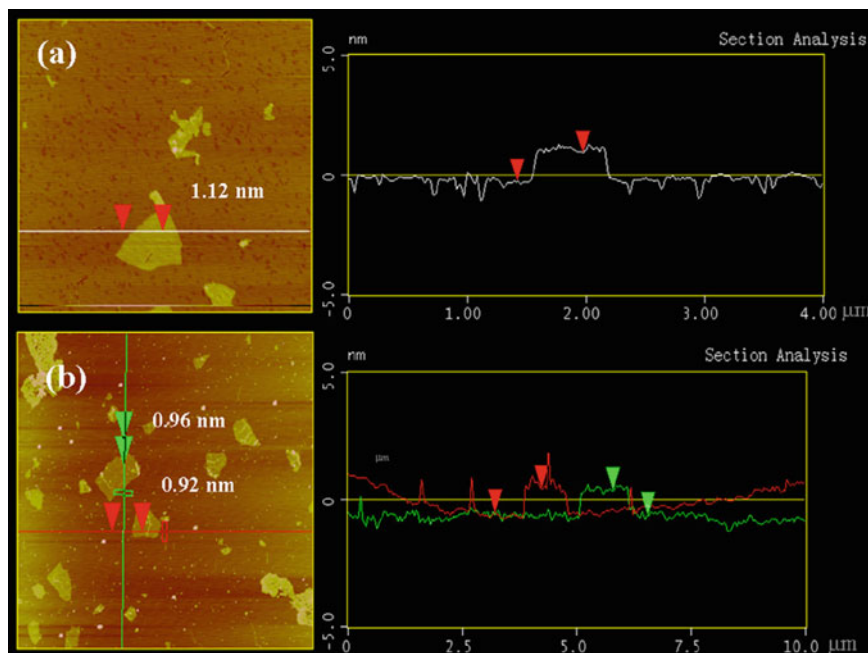 (a)
1.12 nm
nm
Section Analysis
5.0
0
-5.0
0
1.00
2.00
3.00
4.00
μm
(b)
0.96 nm
0.92 nm
nm
Section Analysis
5.0
μm
0
-5.0
0
2.5
5.0
7.5
10.0
μm